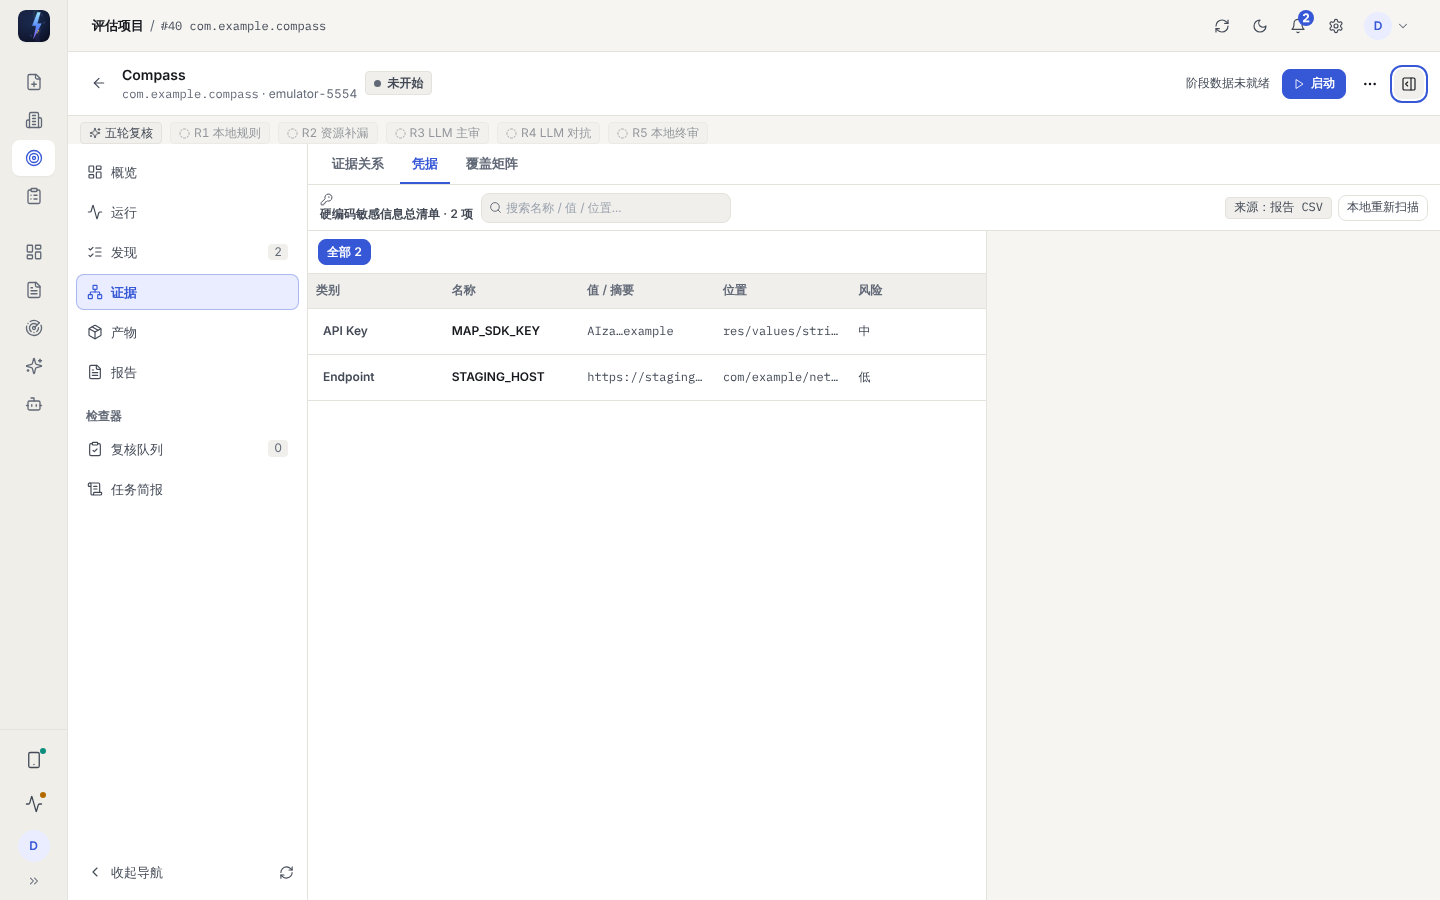 评估项目 / #40 com.example.compass
2
D
Compass
com.example.compass · emulator-5554
未开始
阶段数据未就绪
启动
五轮复核
R1 本地规则
R2 资源补漏
R3 LLM 主审
R4 LLM 对抗
R5 本地终审
概览
运行
发现 2
证据
产物
报告
检查器
复核队列 0
任务简报
收起导航
D
证据关系 凭据 覆盖矩阵
硬编码敏感信息总清单 · 2 项
搜索名称 / 值 / 位置...
来源：报告 CSV
本地重新扫描
全部 2
类别 名称 值 / 摘要 位置 风险
API Key MAP_SDK_KEY AIza…example res/values/stri… 中
Endpoint STAGING_HOST https://staging… com/example/net… 低